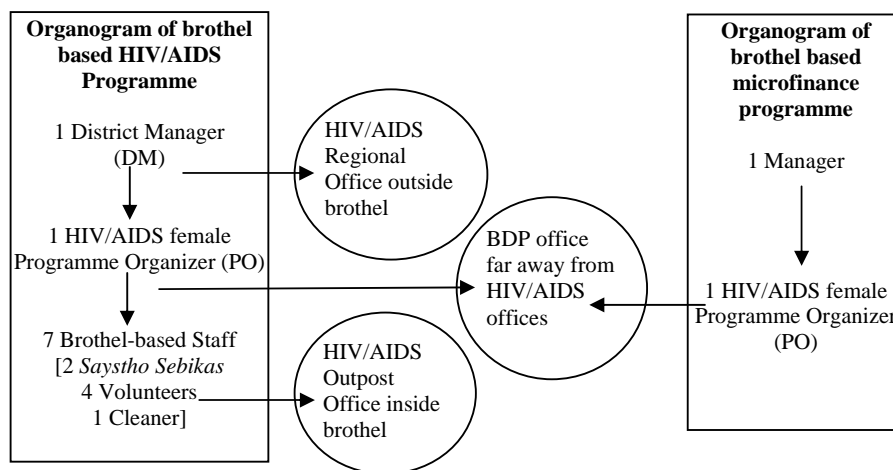 Organogram of brothel
based HIV/AIDS
Programme
1 District Manager
(DM)
1 HIV/AIDS female
Programme Organizer (PO)
7 Brothel-based Staff
[2 Saystho Sebikas
4 Volunteers
1 Cleaner]
HIV/AIDS
Regional
Office outside
brothel
BDP office
far away from
HIV/AIDS
offices
HIV/AIDS
Outpost
Office inside
brothel
Organogram of
brothel based
microfinance
programme
1 Manager
1 HIV/AIDS female
Programme Organizer
(PO)